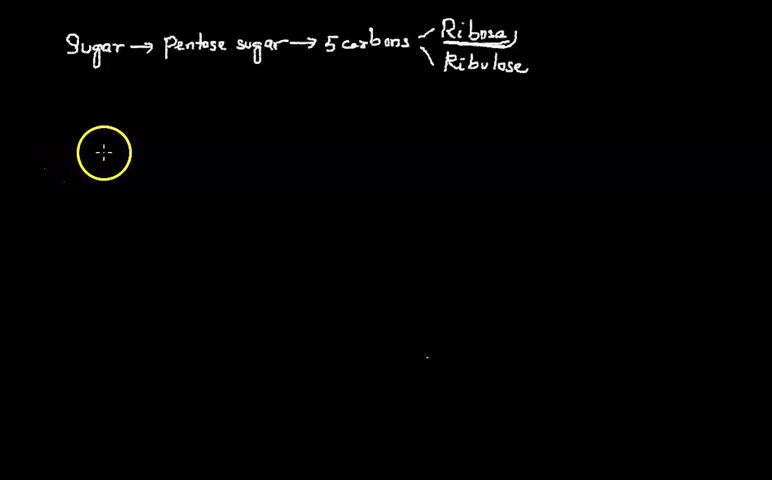 Sugar → Pentose sugar → 5 carbons Ribose,
Ribulose